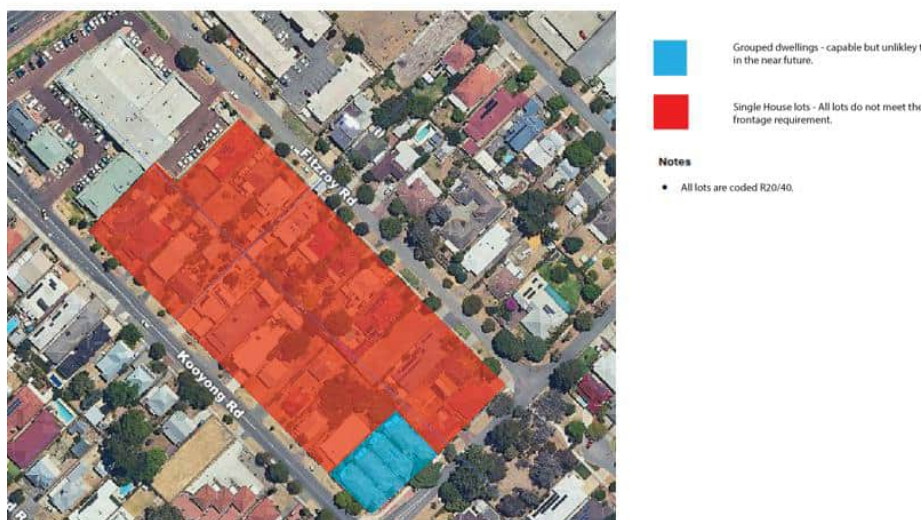 Grouped dwellings - capable but unlikley t
in the near future.
Single House lots - All lots do not meet the
frontage requirement.
Notes
• All lots are coded R20/40.
Fitzroy Rd
Kooyong Rd
d R